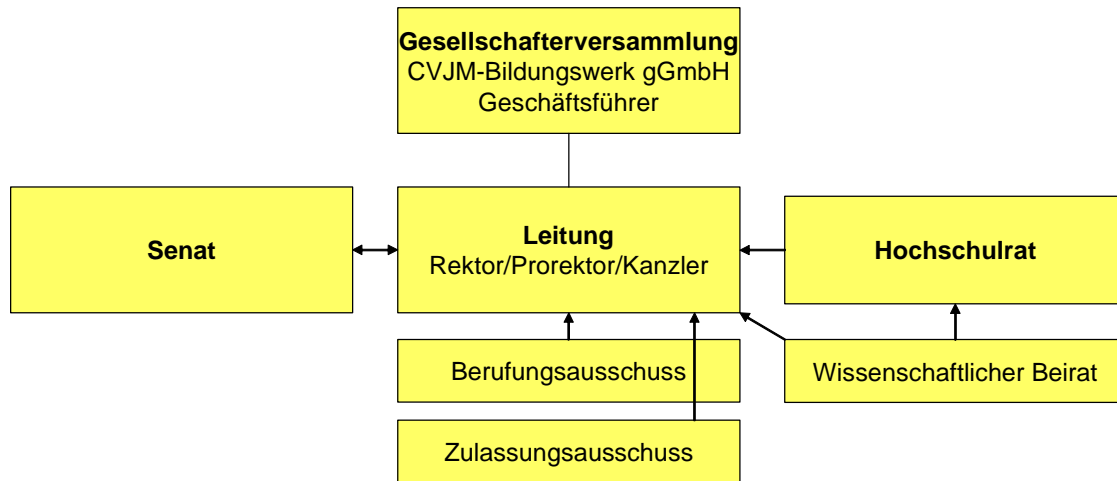 Gesellschafterversammlung
CVJM-Bildungswerk gGmbH
Geschäftsführer
Senat
Leitung
Rektor/Prorektor/Kanzler
Hochschulrat
Berufungsausschuss
Wissenschaftlicher Beirat
Zulassungsausschuss